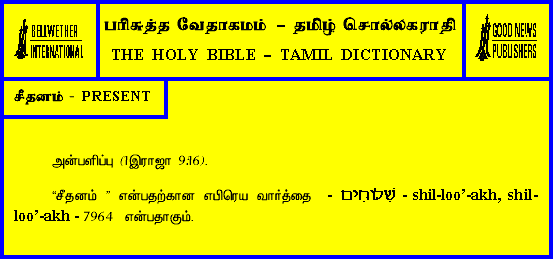 BELLWETHER
INTERNATIONAL
பரிசுத்த வேதாகமம் – தமிழ் சொல்லகராதி
THE HOLY BIBLE – TAMIL DICTIONARY
GOOD NEWS
PUBLISHERS
சீதனம் - PRESENT
அன்பளிப்பு (1இராஜா 9:16).
“சீதனம் ” என்பதற்கான எபிரெய வார்த்தை - שִׁלּוּחִים - shil-loo’-akh, shil-
loo’-akh - 7964 என்பதாகும்.